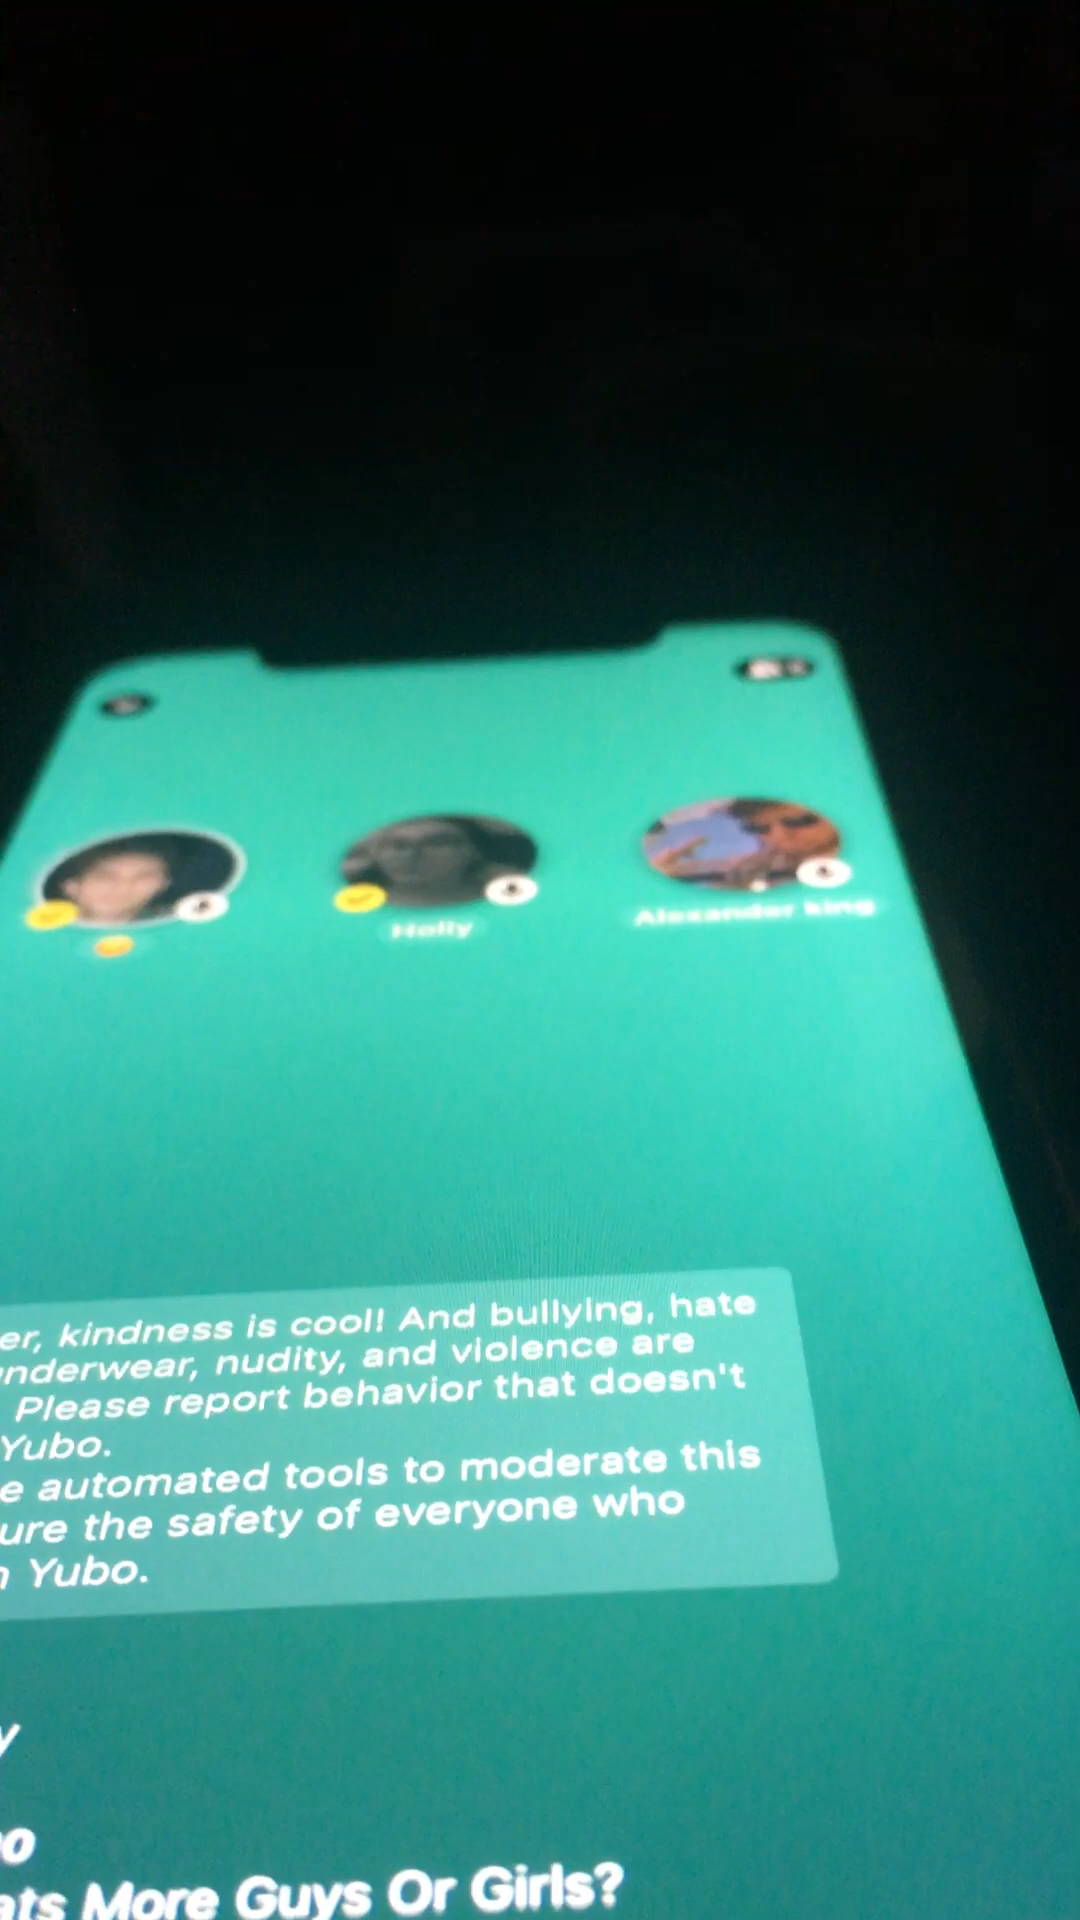 Holly
Alexander king
er, kindness is cool! And bullying, hate
nderwear, nudity, and violence are
Please report behavior that doesn't
Yubo.
e automated tools to moderate this
ure the safety of everyone who
n Yubo.
y
o
ats More Guys Or Girls?